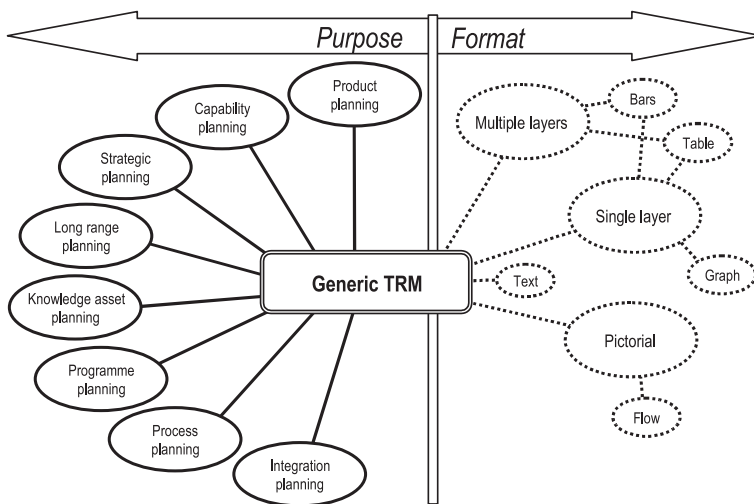 Purpose
Format
Product
planning
Capability
planning
Strategic
planning
Long range
planning
Knowledge asset
planning
Programme
planning
Process
planning
Integration
planning
Generic TRM
Multiple layers
Bars
Table
Single layer
Graph
Text
Pictorial
Flow